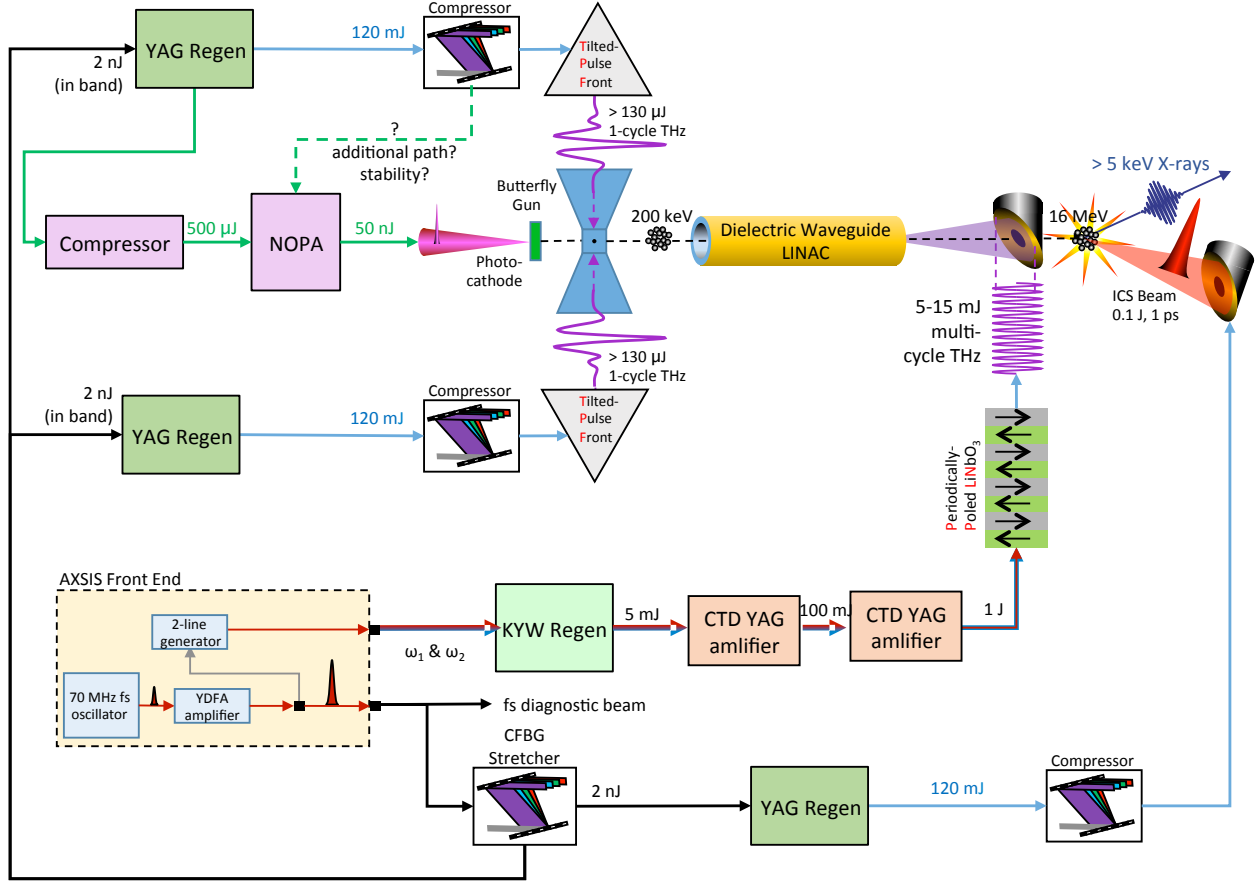 YAG Regen
2 nJ
(in band)
120 mJ
Compressor
Tilted-
Pulse
Front
> 130 µJ
1-cycle THz
?
additional path?
stability?
Compressor
500 µJ
NOPA
50 nJ
Butterfly
Gun
Photo-
cathode
200 keV
Dielectric Waveguide
LINAC
> 5 keV X-rays
16 MeV
ICS Beam
0.1 J, 1 ps
5-15 mJ
multi-
cycle THz
> 130 µJ
1-cycle THz
2 nJ
(in band)
YAG Regen
120 mJ
Compressor
Tilted-
Pulse
Front
Periodically-
Poled LiNbO3
AXSIS Front End
2-line
generator
70 MHz fs
oscillator
YDFA
amplifier
ω1 & ω2
KYW Regen
5 mJ
CTD YAG
amlifier
100 mJ
CTD YAG
amlifier
1 J
fs diagnostic beam
CFBG
Stretcher
2 nJ
YAG Regen
120 mJ
Compressor